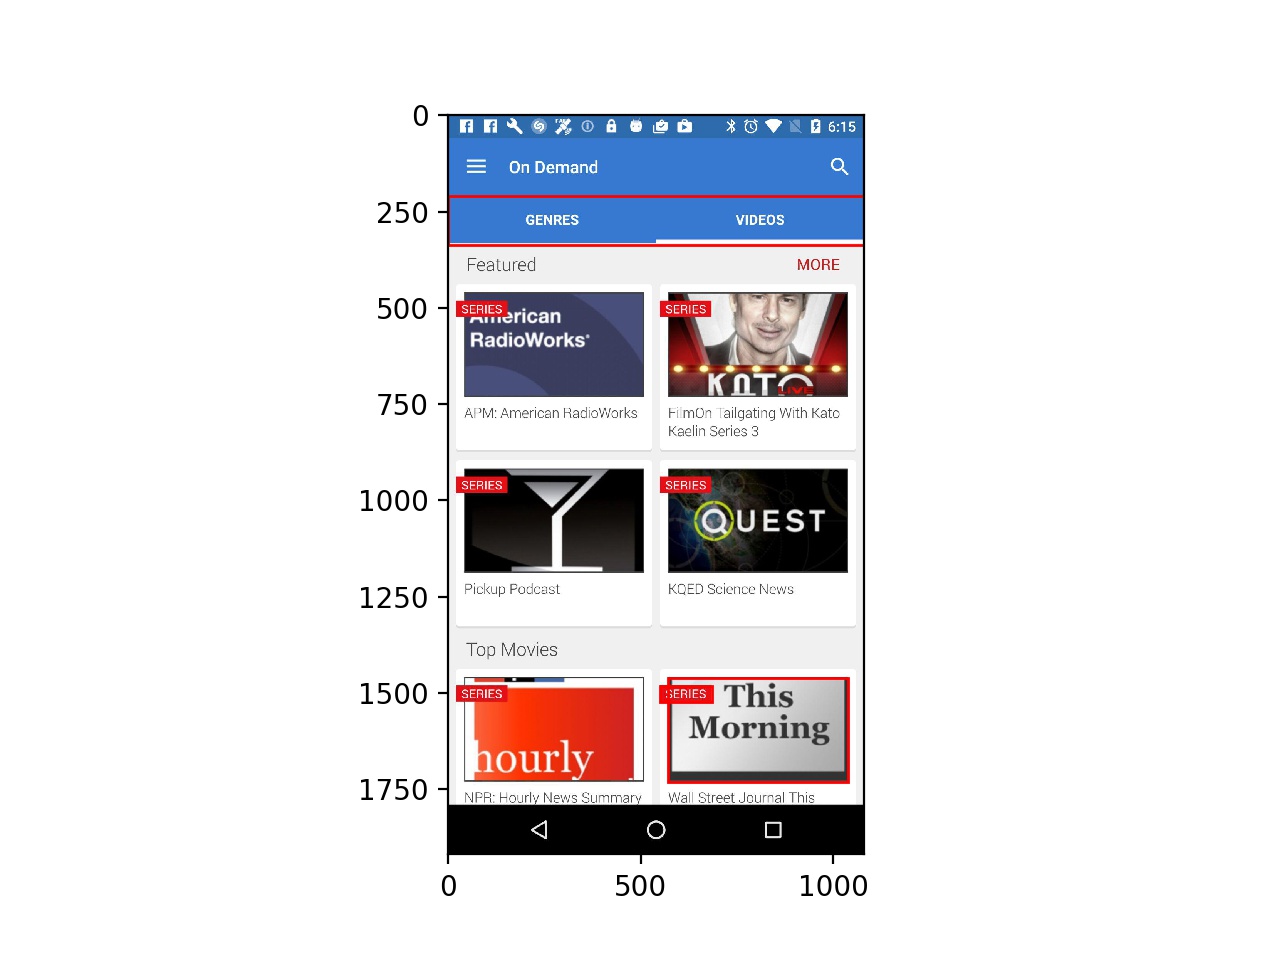 0
250
500
750
1000
1250
1500
1750
0
500
1000
6:15
On Demand
GENRES
VIDEOS
Featured
MORE
SERIES
American
RadioWorks
APM: American RadioWorks
SERIES
KATO
LIVE
FilmOn Tailgating With Kato
Kaelin Series 3
SERIES
Pickup Podcast
SERIES
QUEST
KQED Science News
Top Movies
SERIES
hourly
NPR: Hourly News Summary
SERIES
This
Morning
Wall Street Journal This